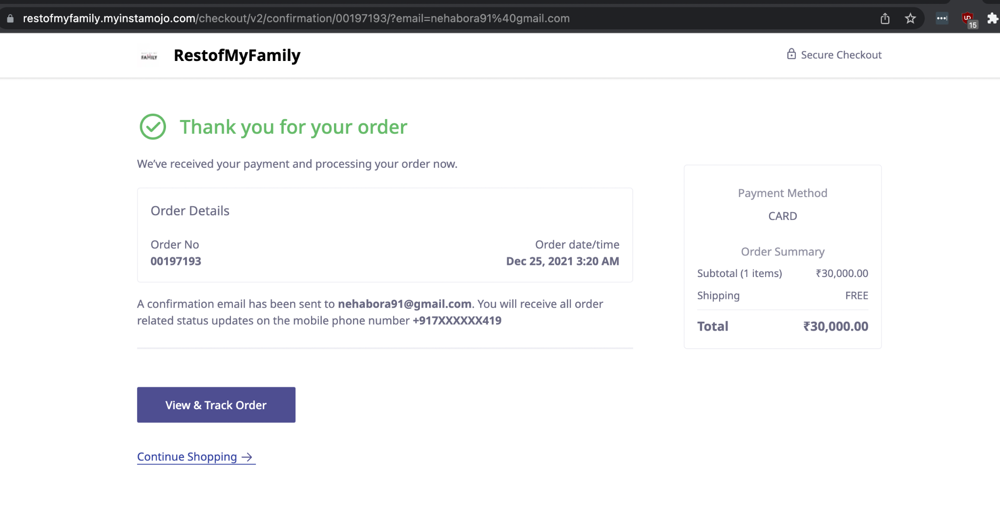 restofmyfamily.myinstamojo.com/checkout/v2/confirmation/00197193/?email=nehabora91%40gmail.com
15
FAMILY
RestofMyFamily
Secure Checkout
Thank you for your order
We’ve received your payment and processing your order now.
Order Details
Order No
Order date/time
00197193
Dec 25, 2021 3:20 AM
A confirmation email has been sent to nehabora91@gmail.com. You will receive all order
related status updates on the mobile phone number +917XXXXXX419
View & Track Order
Continue Shopping →
Payment Method
CARD
Order Summary
Subtotal (1 items) ₹30,000.00
Shipping FREE
Total ₹30,000.00